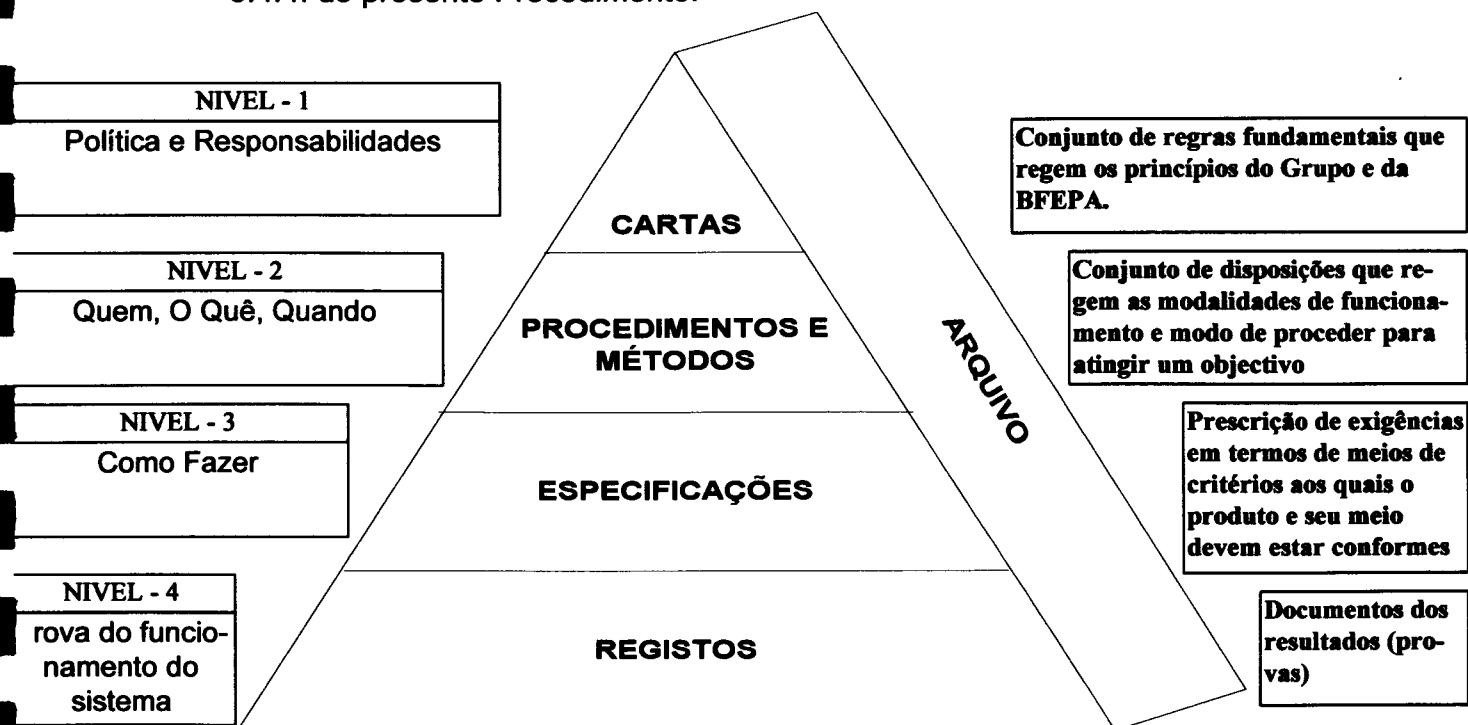 do presente Procedimento.
NIVEL - 1
Política e Responsabilidades
CARTAS
Conjunto de regras fundamentais que
regem os princípios do Grupo e da
BFEPA.
NIVEL - 2
Quem, O Quê, Quando
PROCEDIMENTOS E
MÉTODOS
Conjunto de disposições que re-
gem as modalidades de funciona-
mento e modo de proceder para
atingir um objectivo
ARQUIVO
NIVEL - 3
Como Fazer
ESPECIFICAÇÕES
Prescrição de exigências
em termos de meios de
critérios aos quais o
produto e seu meio
devem estar conformes
NIVEL - 4
rova do funcio-
namento do
sistema
REGISTOS
Documentos dos
resultados (pro-
vas)